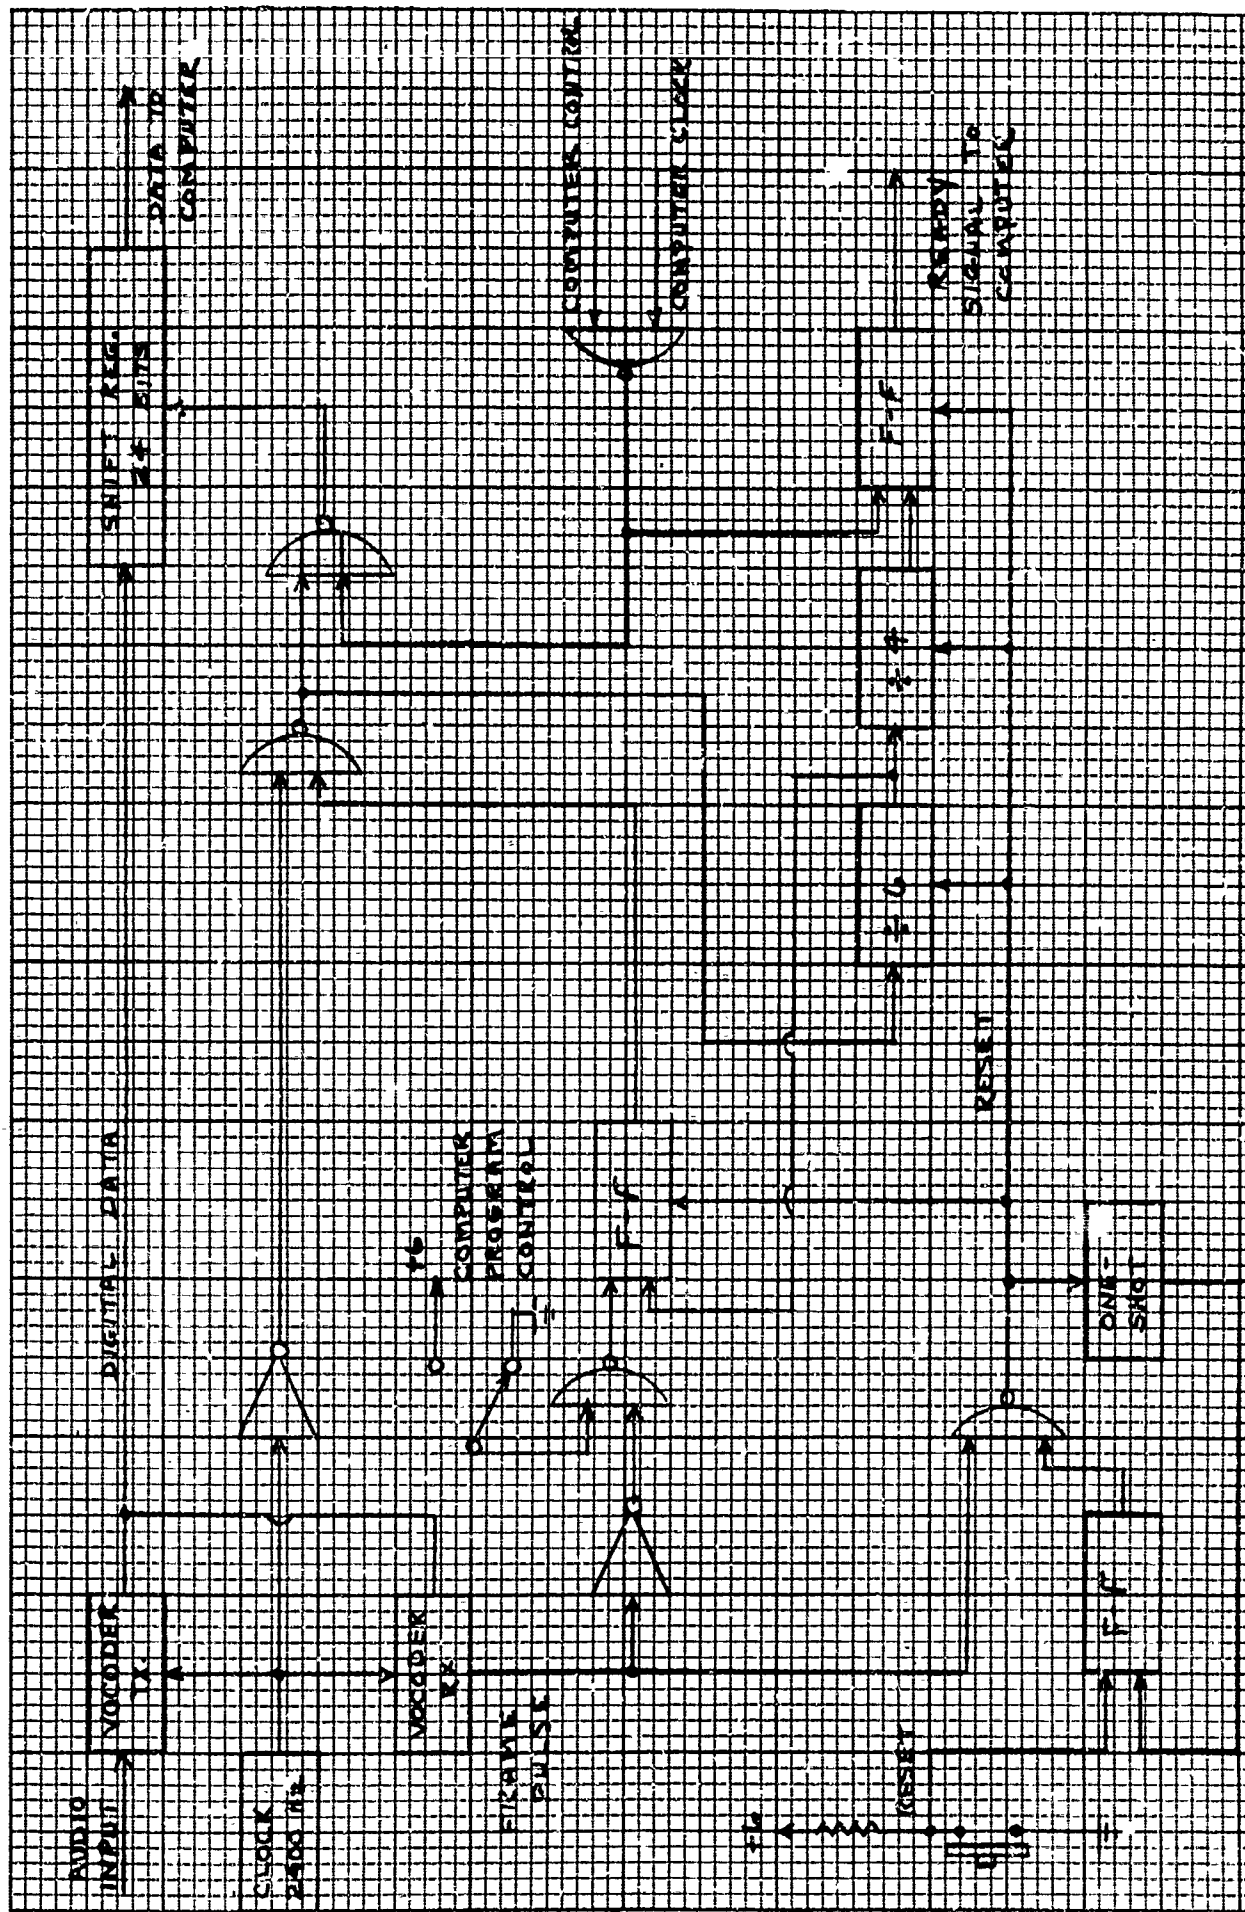 AUDIO
INPUT
VOCODER
TX.
DIGITAL DATA
SHIFT REG.
24 BITS
DATA TO
COMPUTER
CLOCK
2400 Hz
VOCODER
RX
FRAME
PULSE
+6
COMPUTER
PROGRAM
CONTROL
F-f
COMPUTER CONTROL
COMPUTER CLOCK
÷ 6
÷ 4
F-F
READY
SIGNAL TO
COMPUTER
+6
RESET
F-f
RESET
ONE-
SHOT